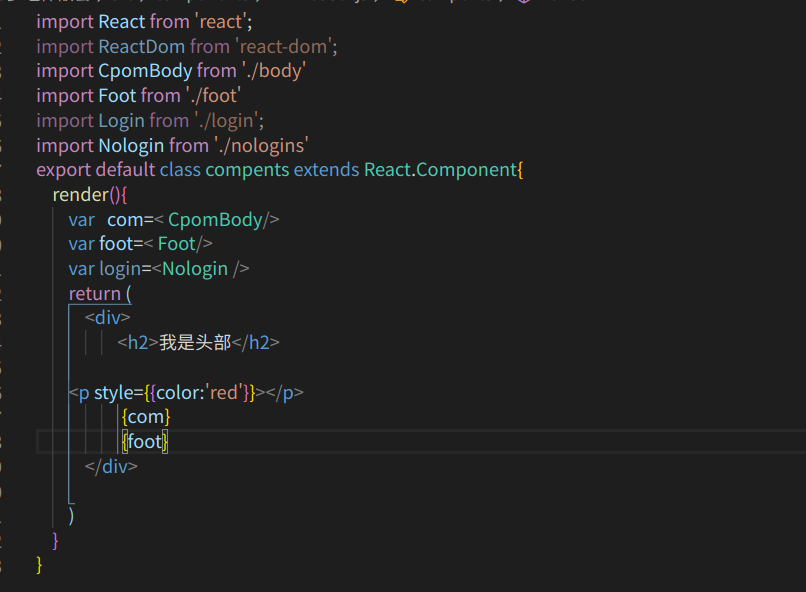 import React from 'react';
import ReactDom from 'react-dom';
import CpomBody from './body'
import Foot from './foot'
import Login from './login';
import Nologin from './nologins'
export default class compents extends React.Component{
render(){
var com=< CpomBody/>
var foot=< Foot/>
var login=<Nologin />
return (
<div>
<h2>我是头部</h2>
<p style={{color:'red'}}></p>
{com}
{foot}
</div>
)
}
}